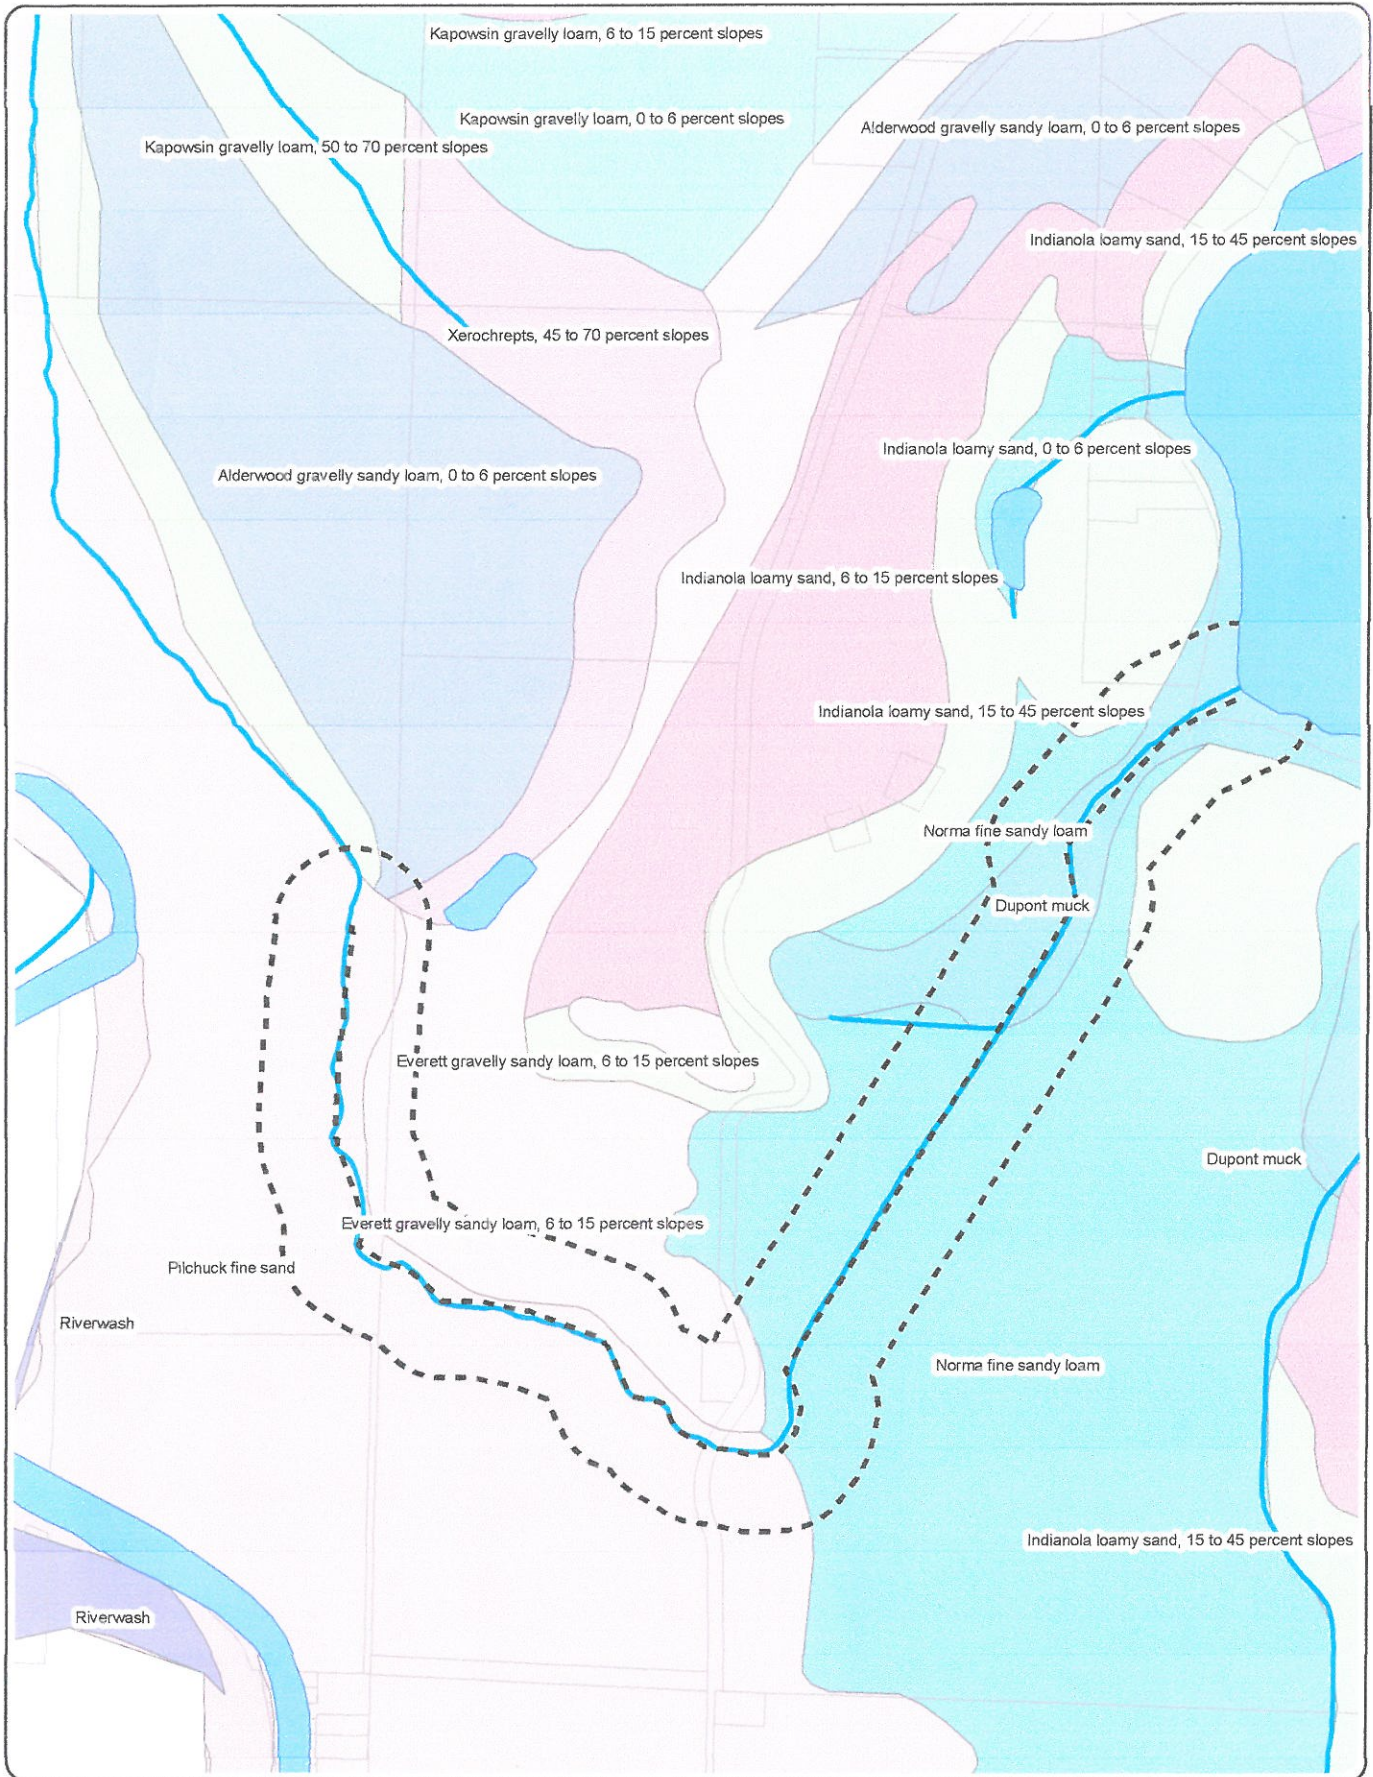 Kapowsin gravelly loam, 6 to 15 percent slopes
Kapowsin gravelly loam, 0 to 6 percent slopes
Alderwood gravelly sandy loam, 0 to 6 percent slopes
Kapowsin gravelly loam, 50 to 70 percent slopes
Indianola loamy sand, 15 to 45 percent slopes
Xerochrepts, 45 to 70 percent slopes
Indianola loamy sand, 0 to 6 percent slopes
Alderwood gravelly sandy loam, 0 to 6 percent slopes
Indianola loamy sand, 6 to 15 percent slopes
Indianola loamy sand, 15 to 45 percent slopes
Norma fine sandy loam
Dupont muck
Everett gravelly sandy loam, 6 to 15 percent slopes
Dupont muck
Everett gravelly sandy loam, 6 to 15 percent slopes
Pilchuck fine sand
Riverwash
Norma fine sandy loam
Indianola loamy sand, 15 to 45 percent slopes
Riverwash